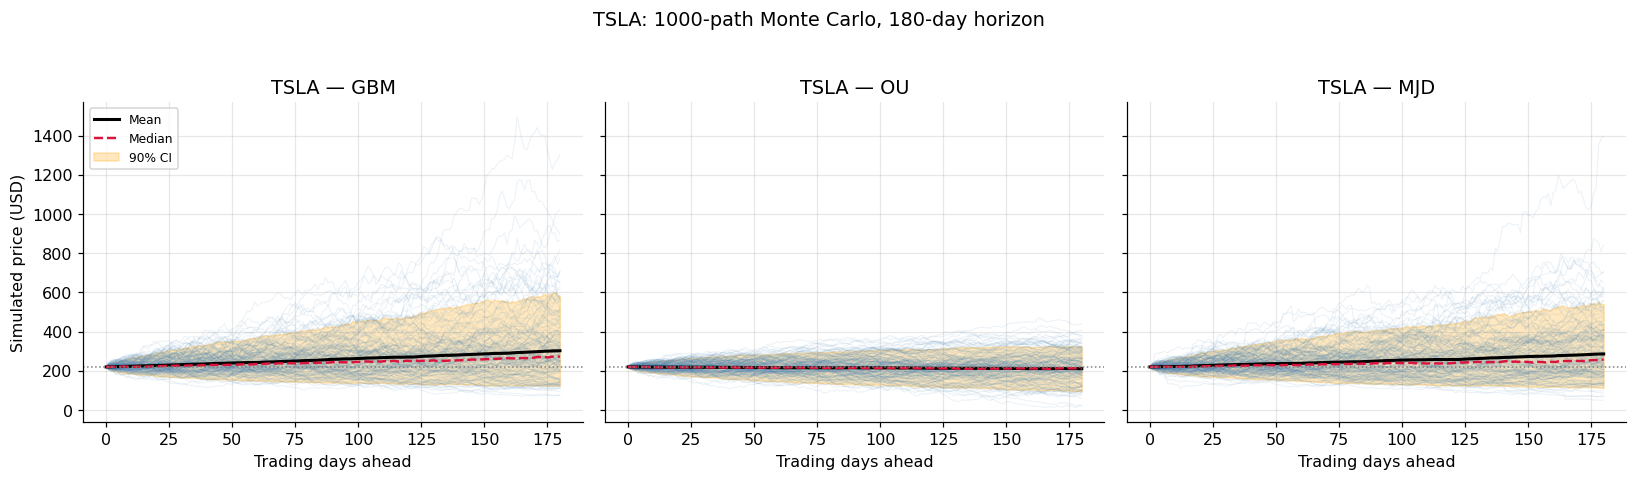 TSLA: 1000-path Monte Carlo, 180-day horizon
TSLA — GBM
TSLA — OU
TSLA — MJD
Mean
Median
90% CI
Simulated price (USD)
1400
1200
1000
800
600
400
200
0
0 25 50 75 100 125 150 175
0 25 50 75 100 125 150 175
0 25 50 75 100 125 150 175
Trading days ahead
Trading days ahead
Trading days ahead